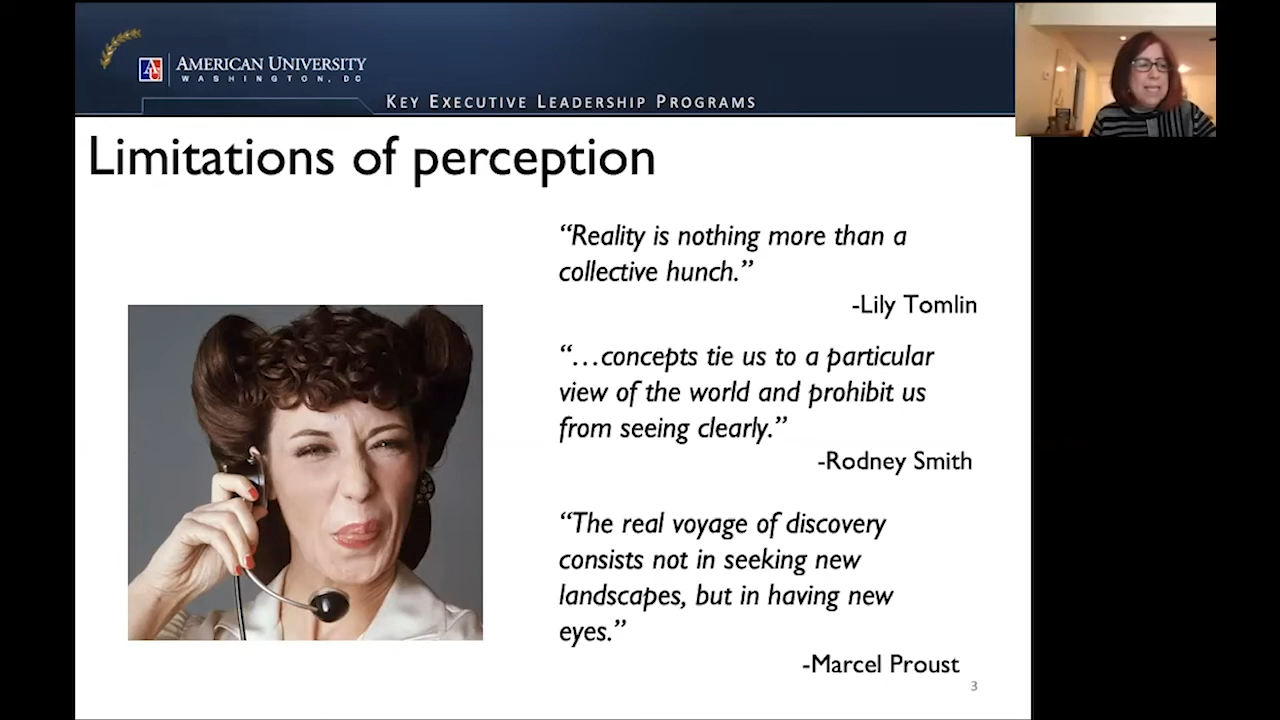 AMERICAN UNIVERSITY
WASHINGTON, DC
KEY EXECUTIVE LEADERSHIP PROGRAMS
Limitations of perception
“Reality is nothing more than a
collective hunch.”
-Lily Tomlin
“…concepts tie us to a particular
view of the world and prohibit us
from seeing clearly.”
-Rodney Smith
“The real voyage of discovery
consists not in seeking new
landscapes, but in having new
eyes.”
-Marcel Proust
3